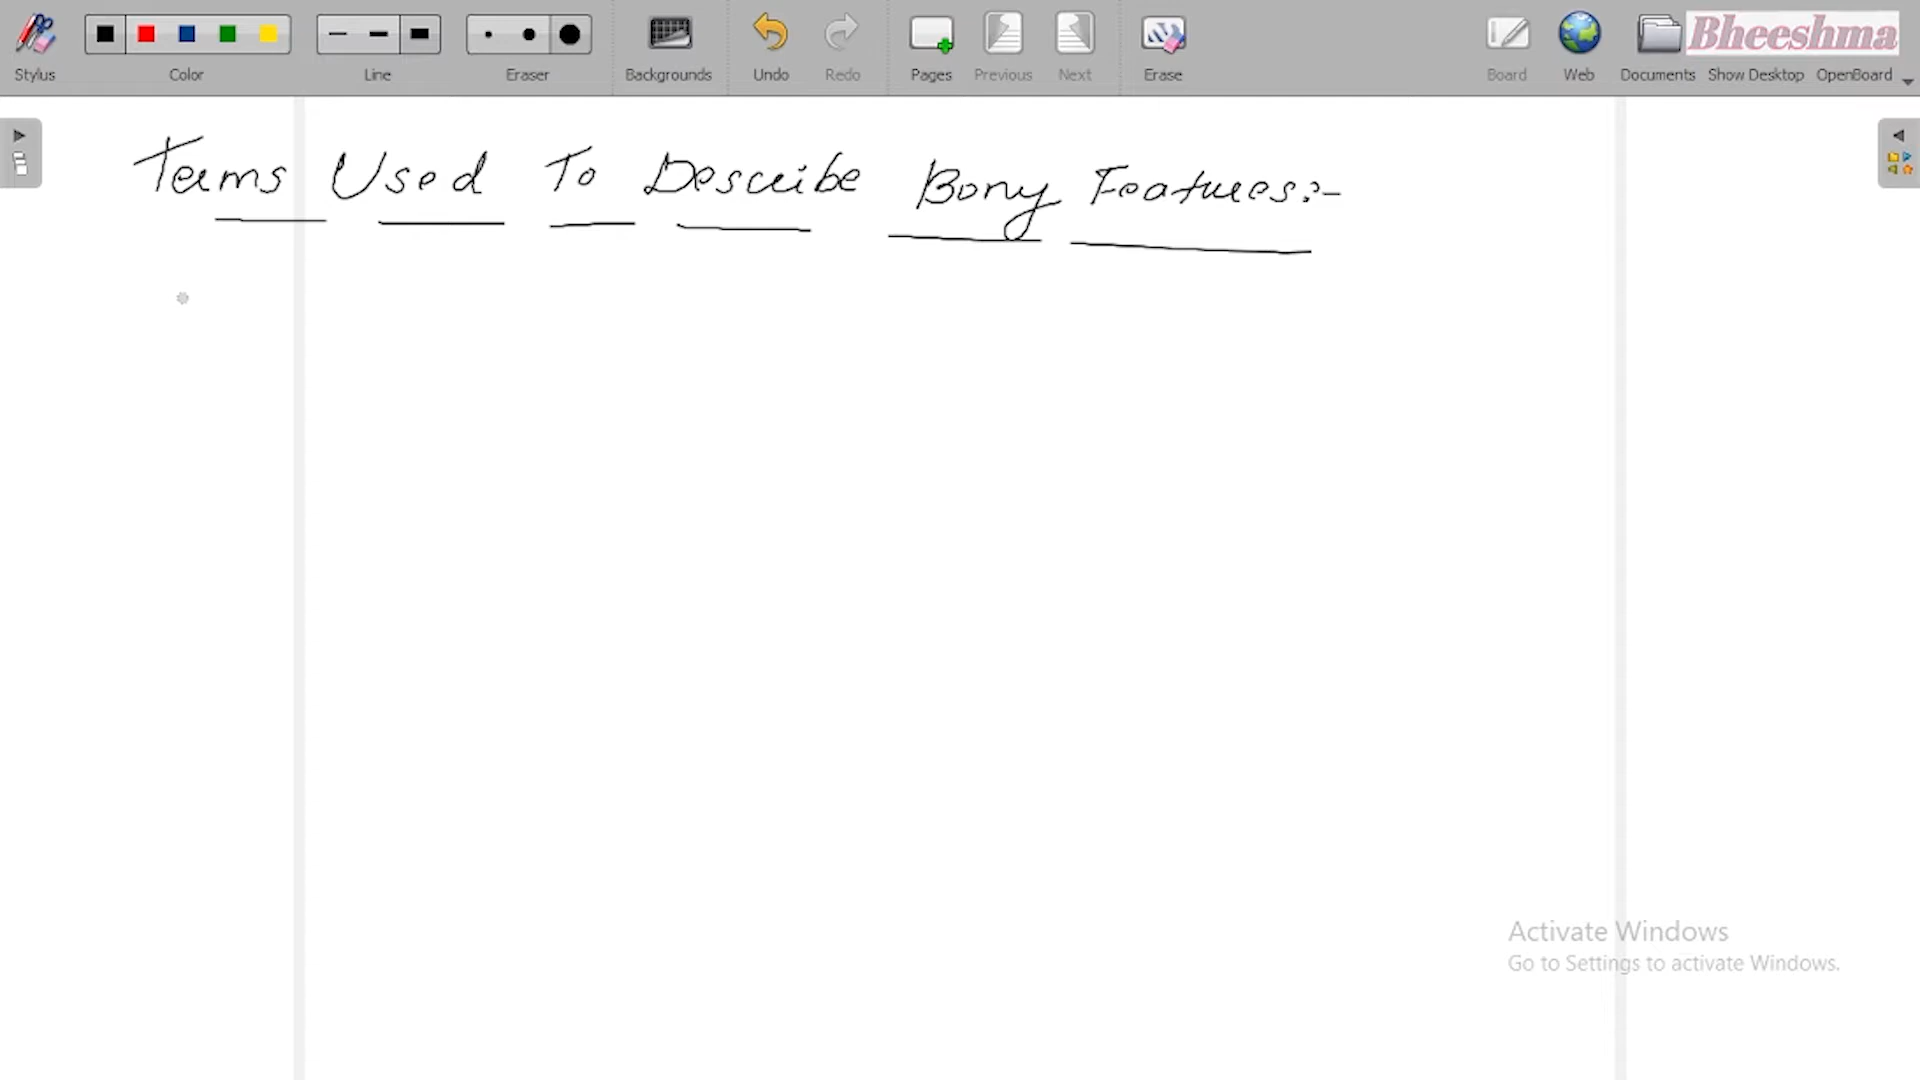 Stylus Color Line Eraser Backgrounds Undo Redo Pages Previous Next Erase Board Web Documents Show Desktop OpenBoard
Bheeshma
Terms Used To Describe Bony Features:-
Activate Windows
Go to Settings to activate Windows.